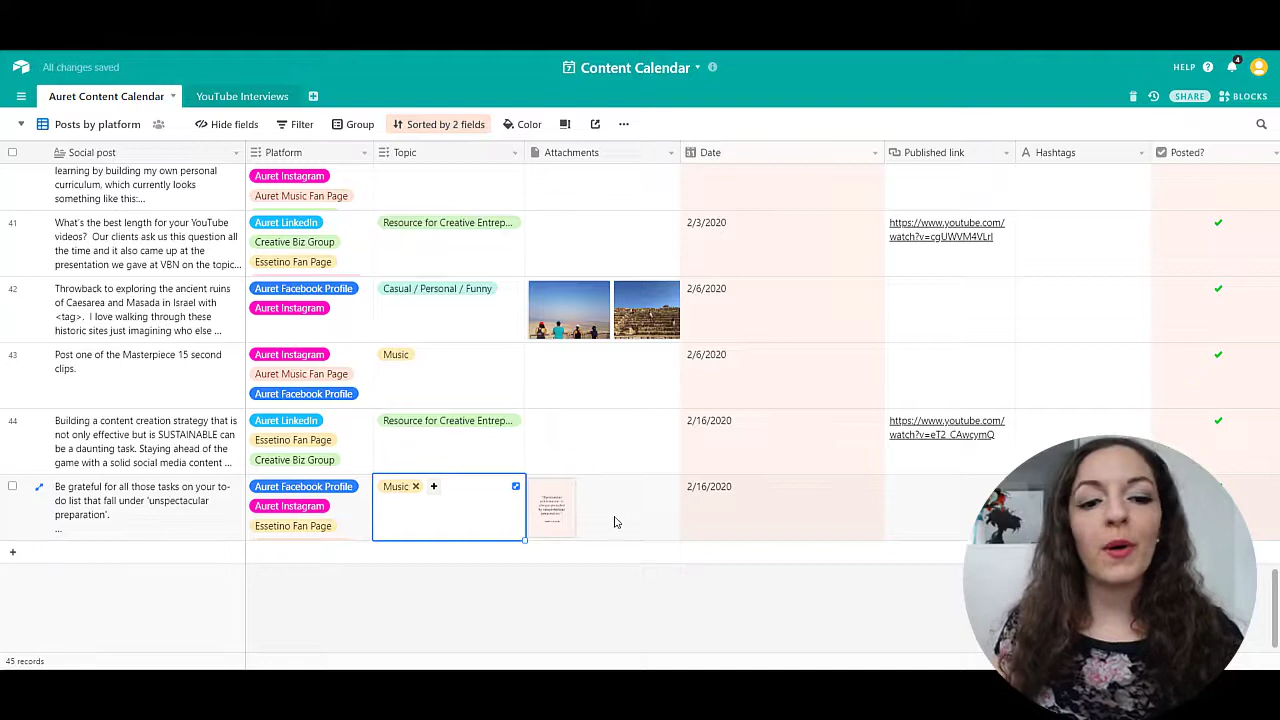 All changes saved
Content Calendar
HELP
4
Auret Content Calendar
YouTube Interviews
SHARE
BLOCKS
Posts by platform
Hide fields
Filter
Group
Sorted by 2 fields
Color
Social post
Platform
Topic
Attachments
Date
Published link
Hashtags
Posted?
learning by building my own personal
curriculum, which currently looks
something like this:...
Auret Instagram
Auret Music Fan Page
41
What's the best length for your YouTube
videos? Our clients ask us this question all
the time and it also came up at the
presentation we gave at VBN on the topic...
Auret LinkedIn
Creative Biz Group
Essetino Fan Page
Resource for Creative Entrep...
2/3/2020
https://www.youtube.com/
watch?v=cgUWVM4VLrI
42
Throwback to exploring the ancient ruins
of Caesarea and Masada in Israel with
<tag>. I love walking through these
historic sites just imagining who else ...
Auret Facebook Profile
Auret Instagram
Casual / Personal / Funny
2/6/2020
43
Post one of the Masterpiece 15 second
clips.
Auret Instagram
Auret Music Fan Page
Auret Facebook Profile
Music
2/6/2020
44
Building a content creation strategy that is
not only effective but is SUSTAINABLE can
be a daunting task. Staying ahead of the
game with a solid social media content ...
Auret LinkedIn
Essetino Fan Page
Creative Biz Group
Resource for Creative Entrep...
2/16/2020
https://www.youtube.com/
watch?v=eT2_CAwcymQ
Be grateful for all those tasks on your to-
do list that fall under 'unspectacular
preparation'.
...
Auret Facebook Profile
Auret Instagram
Essetino Fan Page
Music
2/16/2020
45 records